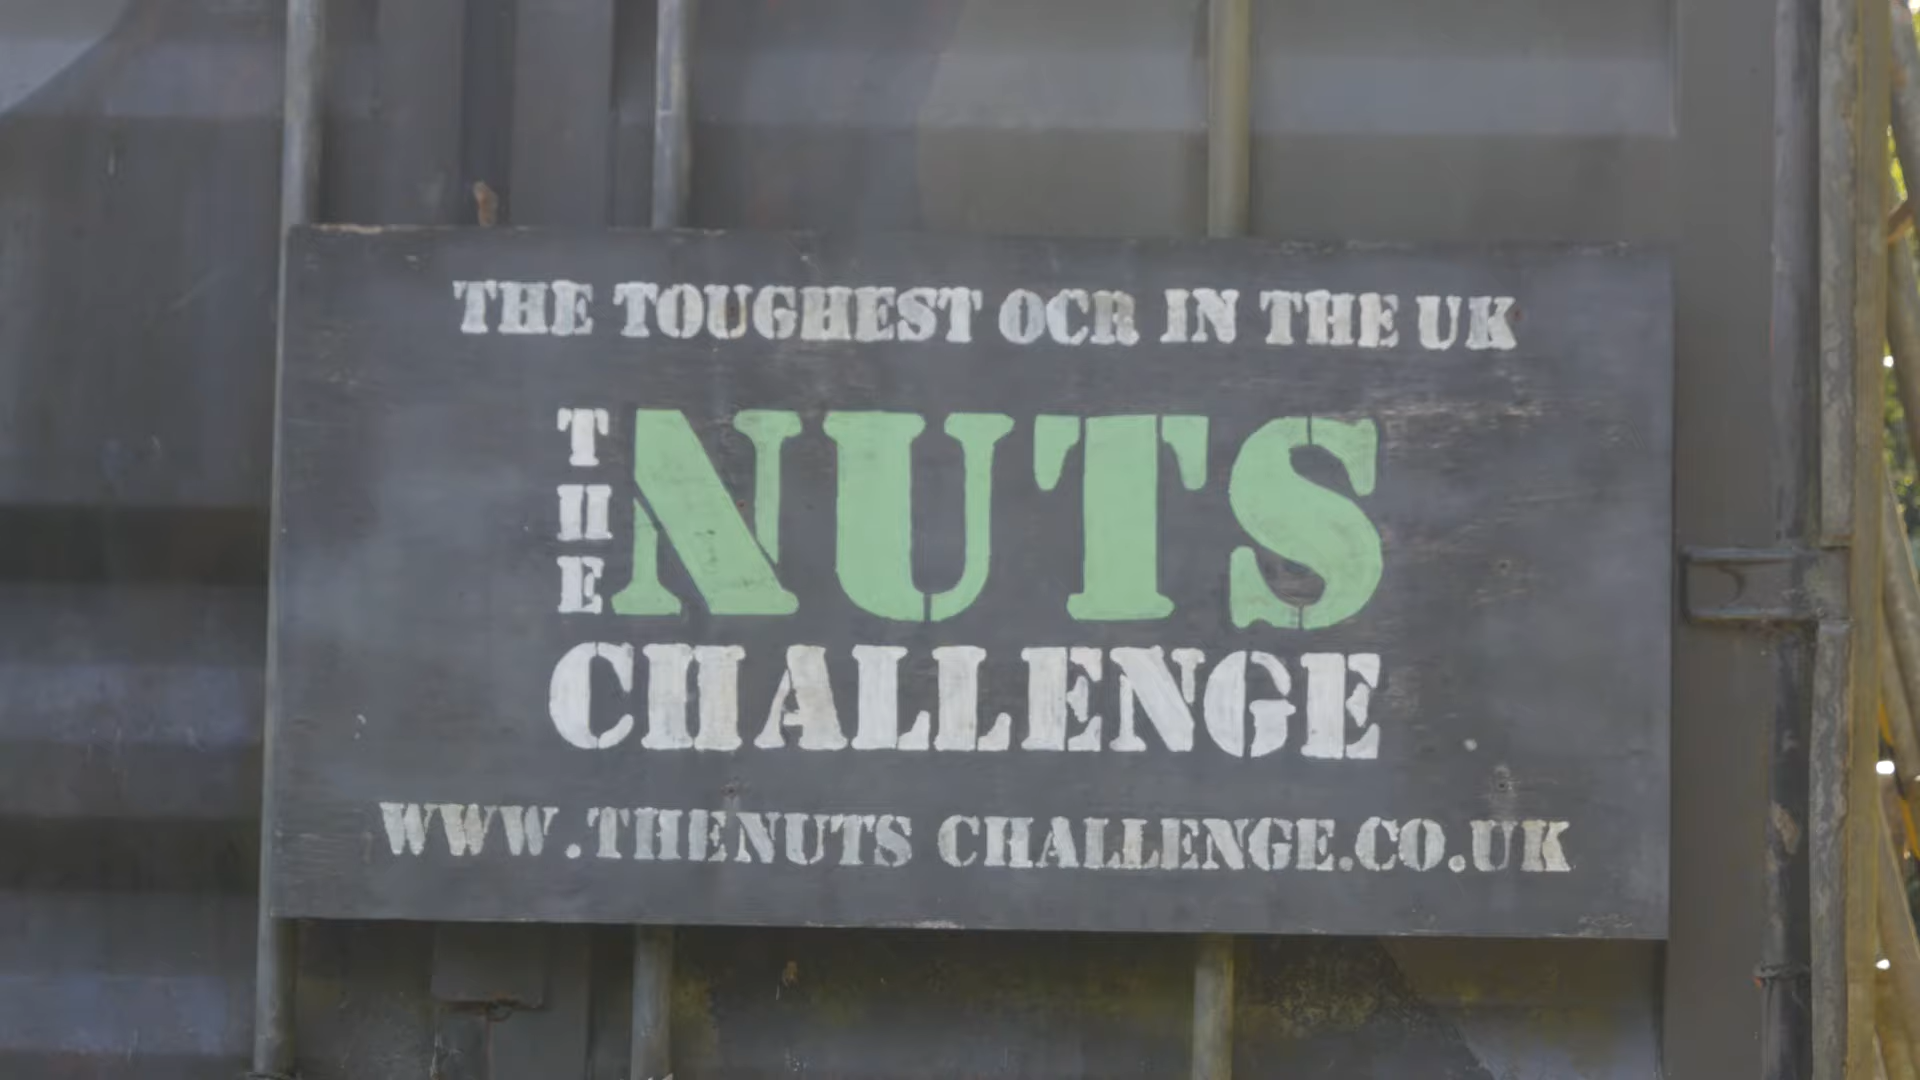 THE TOUGHEST OCR IN THE UK
THE NUTS
CHALLENGE
WWW.THENUTS CHALLENGE.CO.UK